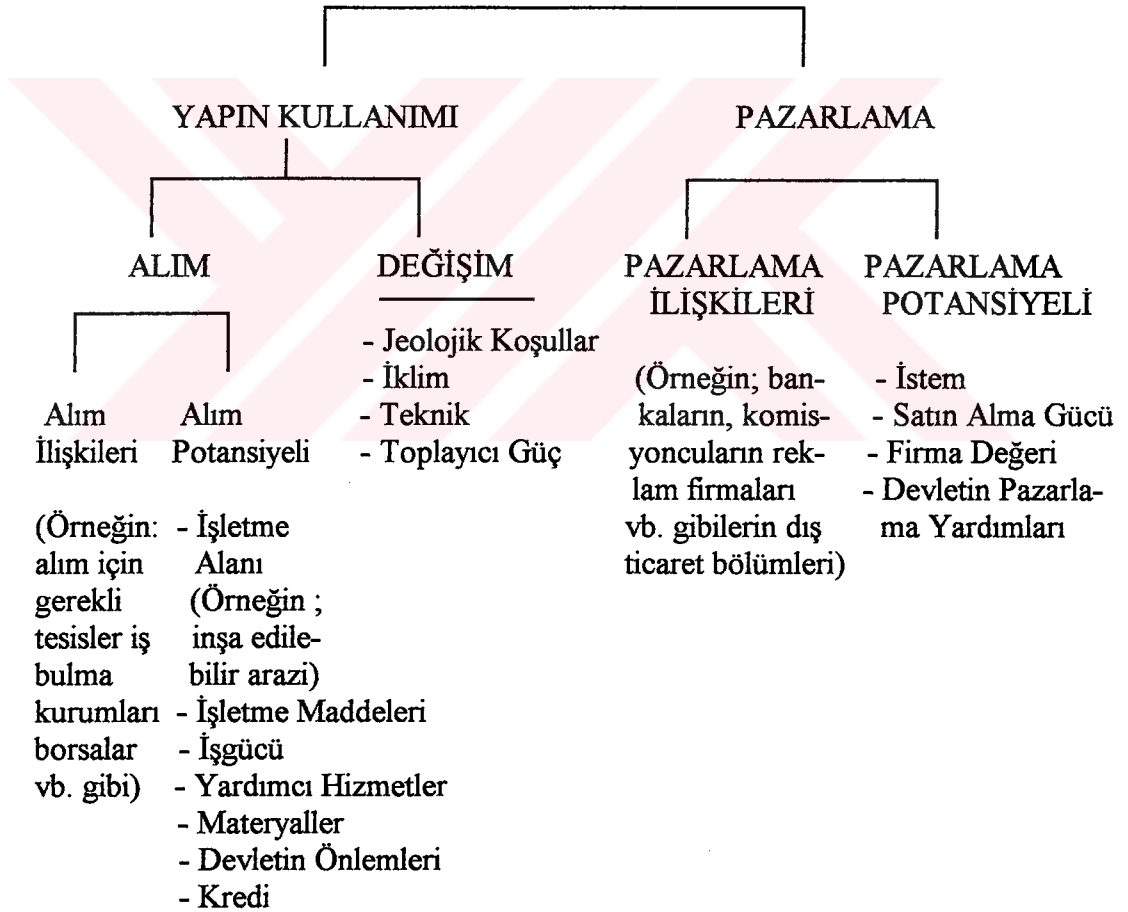 YAPIN KULLANIMI
PAZARLAMA
ALIM
DEĞİŞİM
- Jeolojik Koşullar
- İklim
- Teknik
- Toplayıcı Güç
Alım
İlişkileri
(Örneğin:
alım için
gerekli
tesisler iş
bulma
kurumları
borsalar
vb. gibi)
Alım
Potansiyeli
- İşletme
Alanı
(Örneğin ;
inşa edile-
bilir arazi)
- İşletme Maddeleri
- İşgücü
- Yardımcı Hizmetler
- Materyaller
- Devletin Önlemleri
- Kredi
PAZARLAMA
İLİŞKİLERİ
(Örneğin; ban-
kaların, komis-
yoncuların rek-
lam firmaları
vb. gibilerin dış
ticaret bölümleri)
PAZARLAMA
POTANSİYELİ
- İstem
- Satın Alma Gücü
- Firma Değeri
- Devletin Pazarla-
ma Yardımları